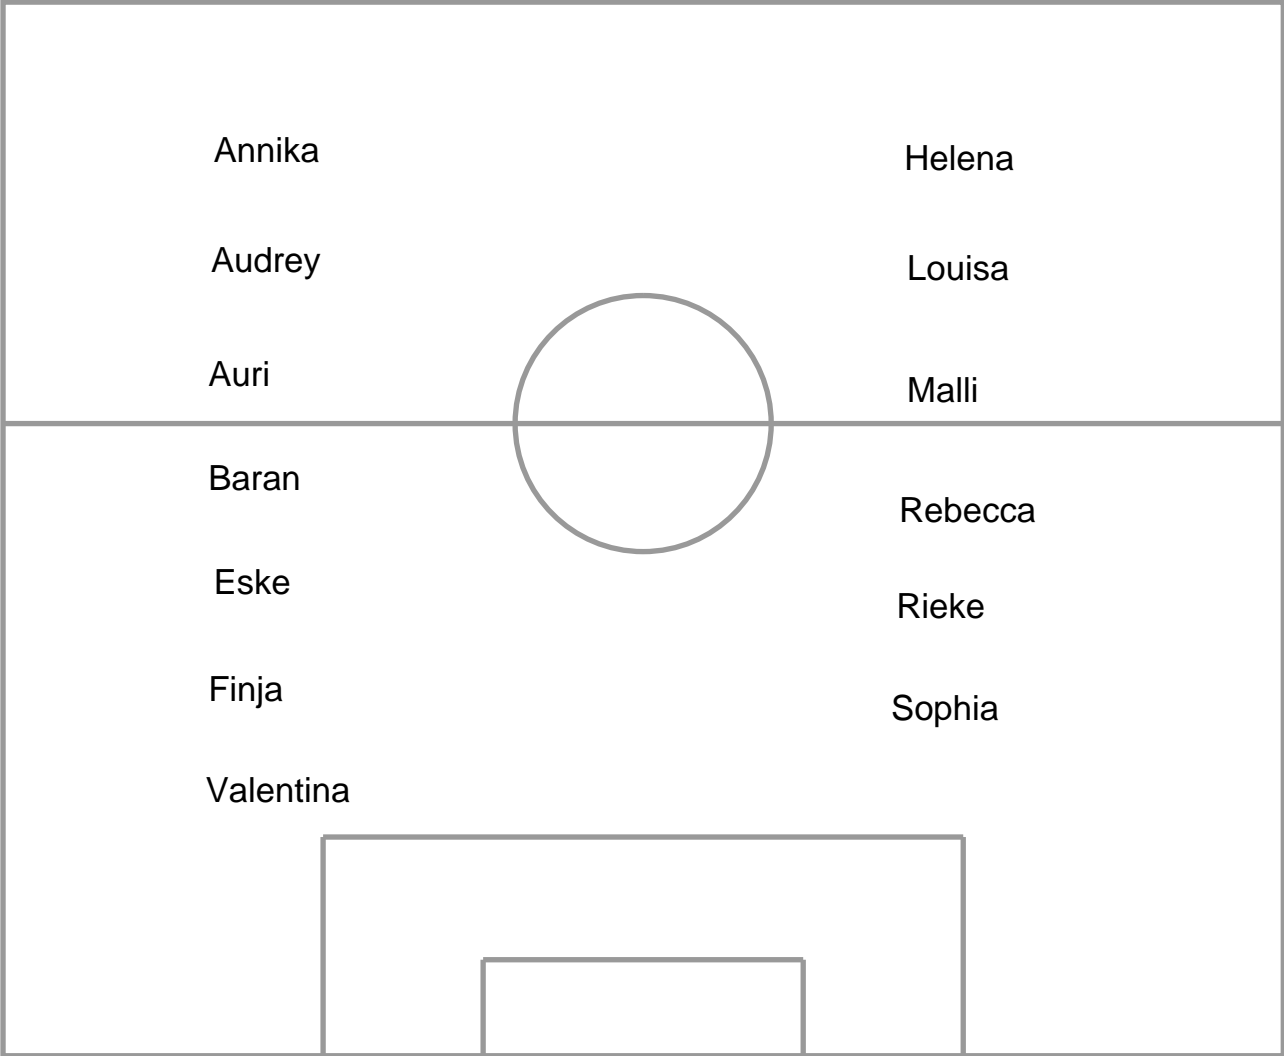 Annika
Audrey
Auri
Baran
Eske
Finja
Valentina
Helena
Louisa
Malli
Rebecca
Rieke
Sophia